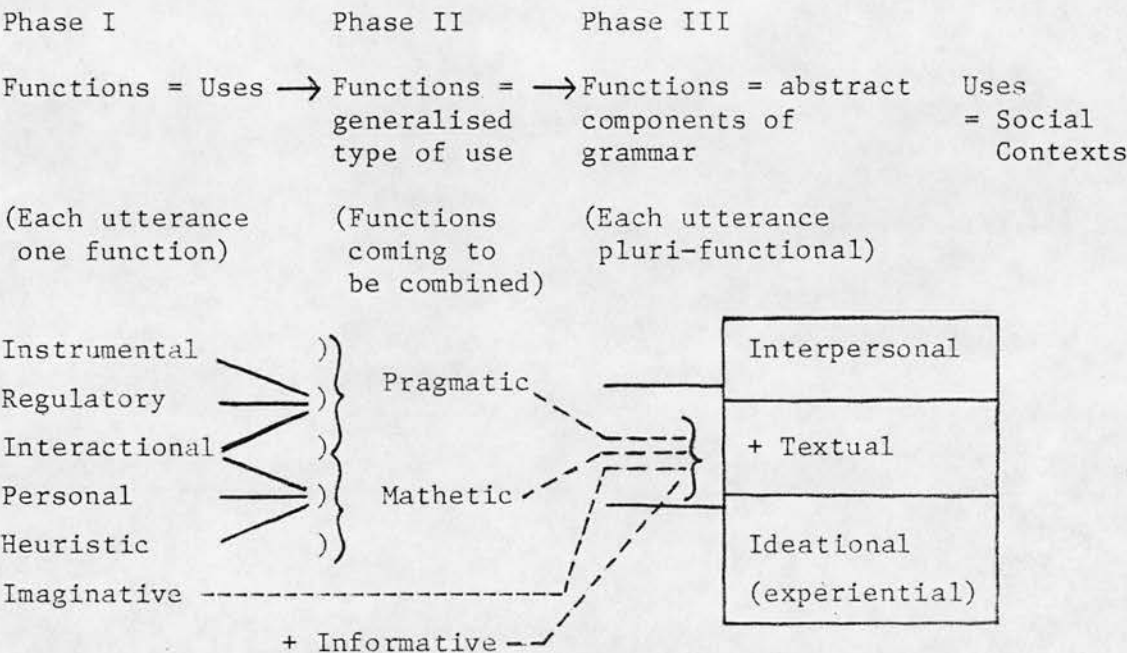 Phase I Phase II Phase III
Functions = Uses → Functions = → Functions = abstract Uses
generalised components of = Social
type of use grammar Contexts
(Each utterance (Functions (Each utterance
one function) coming to pluri-functional)
be combined)
Instrumental ) Interpersonal
Pragmatic
Regulatory )
Interactional ) + Textual
Personal ) Mathetic
Heuristic ) Ideational
Imaginative (experiential)
+ Informative